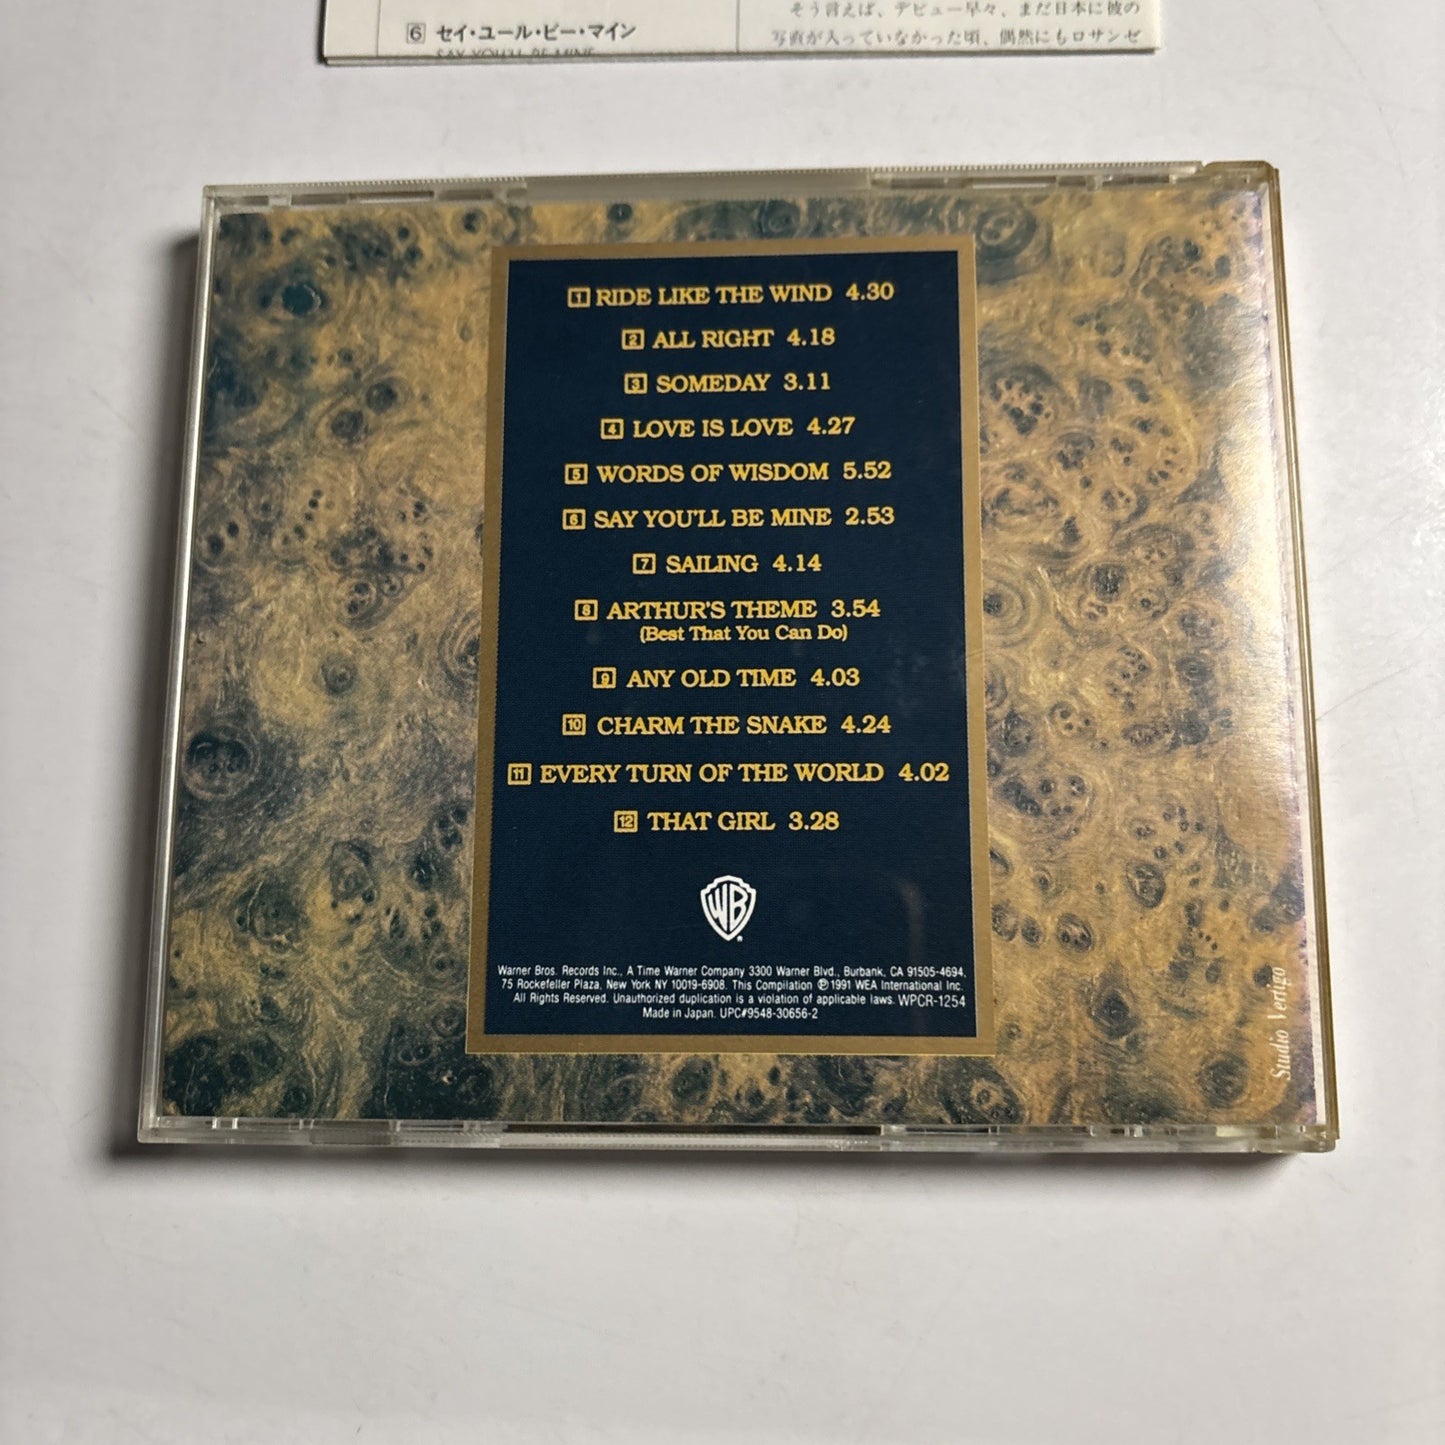 6 セイ・ユール・ビー・マイン
SAY YOU'LL BE MINE
そう言えば、デビュー早々、まだ日本に彼の
写真が入っていなかった頃、偶然にもロサンゼ
1 RIDE LIKE THE WIND 4.30
2 ALL RIGHT 4.18
3 SOMEDAY 3.11
4 LOVE IS LOVE 4.27
5 WORDS OF WISDOM 5.52
6 SAY YOU'LL BE MINE 2.53
7 SAILING 4.14
8 ARTHUR'S THEME 3.54
(Best That You Can Do)
9 ANY OLD TIME 4.03
10 CHARM THE SNAKE 4.24
11 EVERY TURN OF THE WORLD 4.02
12 THAT GIRL 3.28
WB
Warner Bros. Records Inc., A Time Warner Company 3300 Warner Blvd., Burbank, CA 91505-4694,
75 Rockefeller Plaza, New York NY 10019-6908. This Compilation ℗1991 WEA International Inc.
All Rights Reserved. Unauthorized duplication is a violation of applicable laws. WPCR-1254
Made in Japan. UPC#9548-30656-2
Studio Vertigo